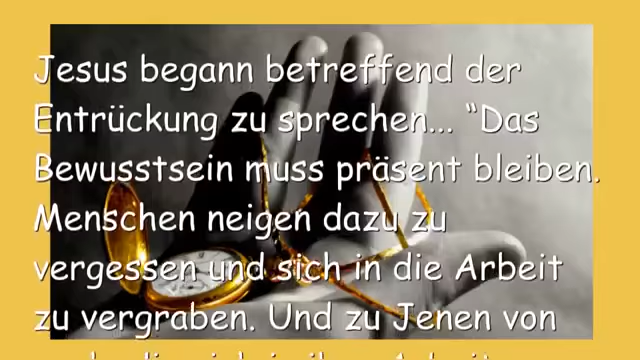 Jesus begann betreffend der
Entrückung zu sprechen... “Das
Bewusstsein muss präsent bleiben.
Menschen neigen dazu zu
vergessen und sich in die Arbeit
zu vergraben. Und zu Jenen von